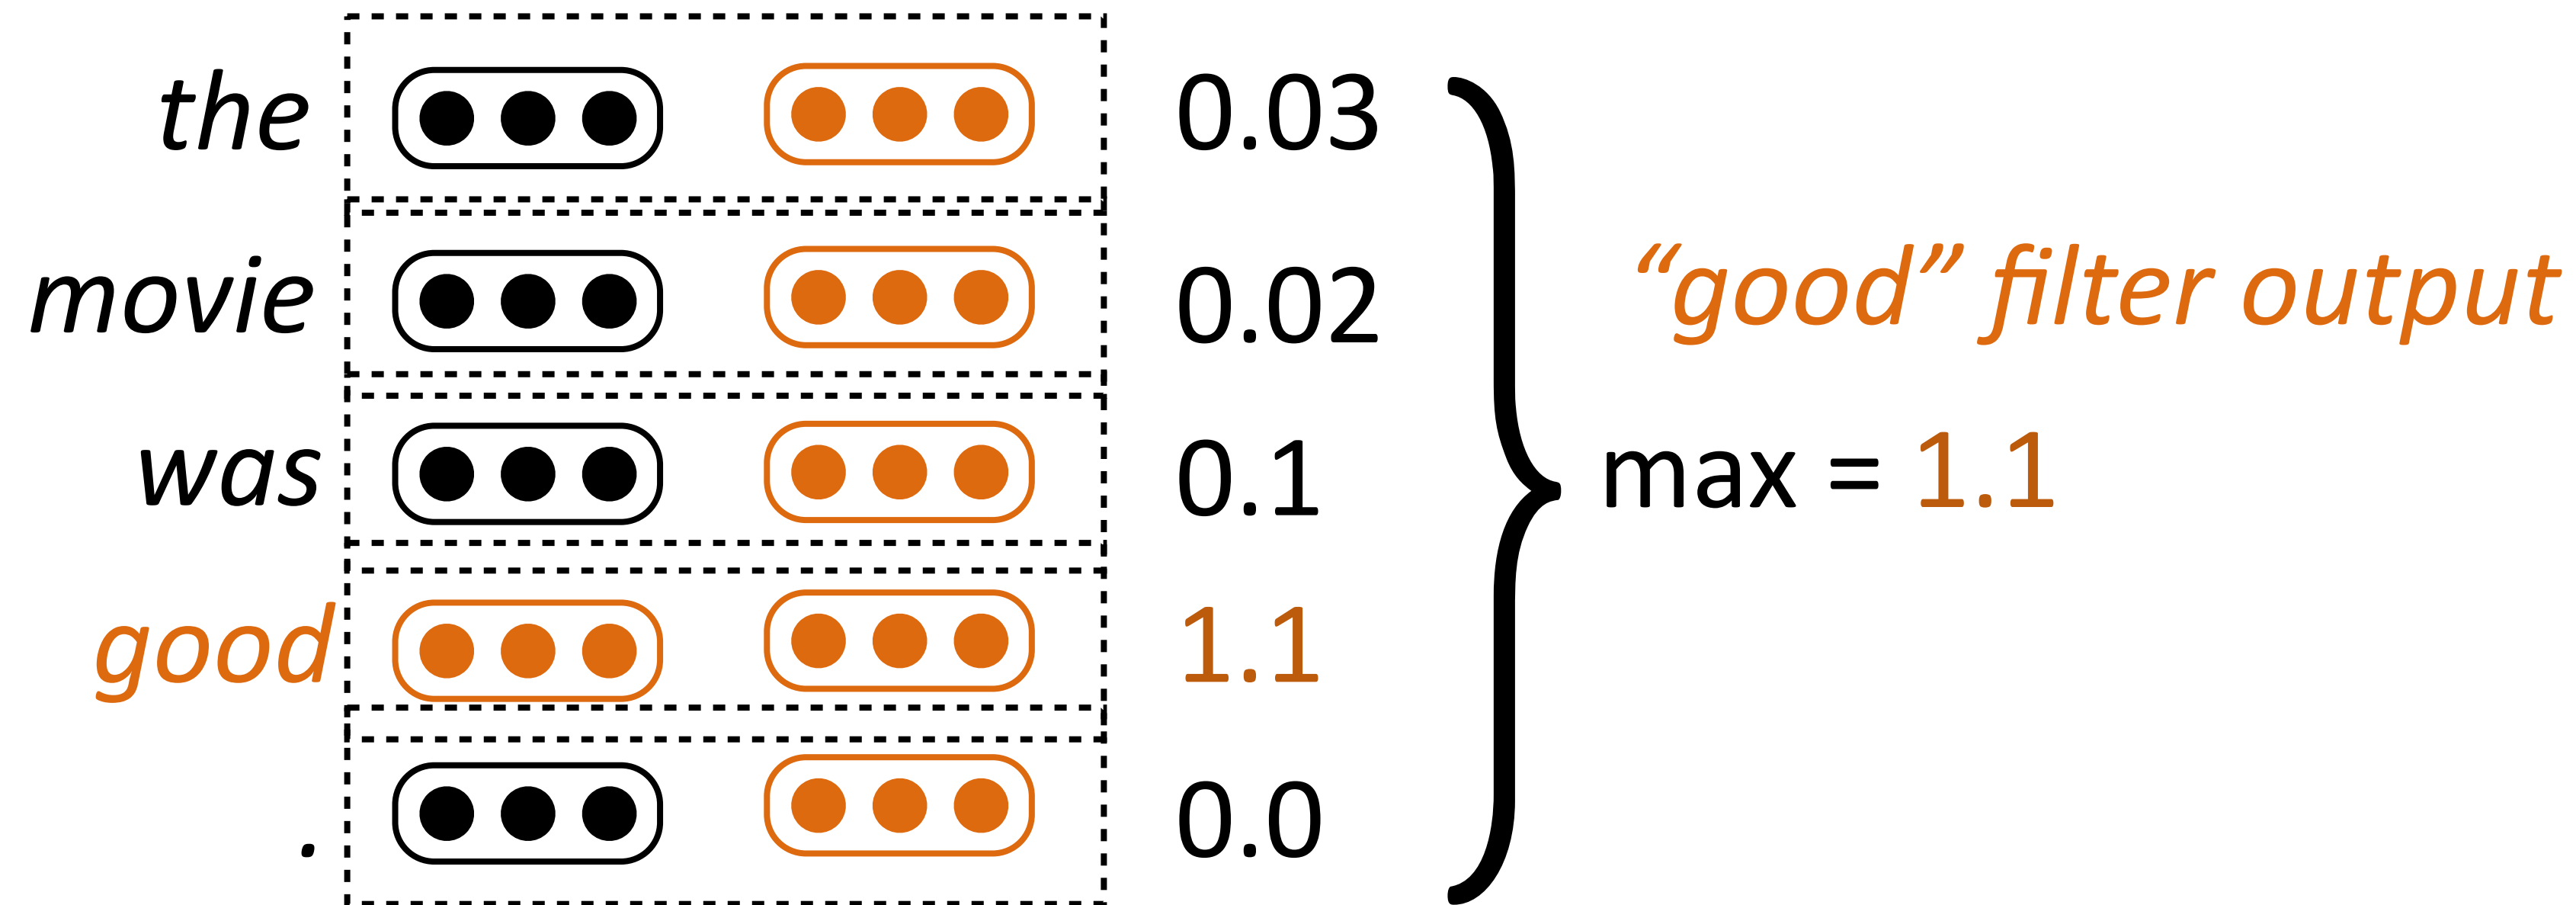 the 0.03
movie 0.02 “good” filter output
was 0.1 max = 1.1
good 1.1
. 0.0